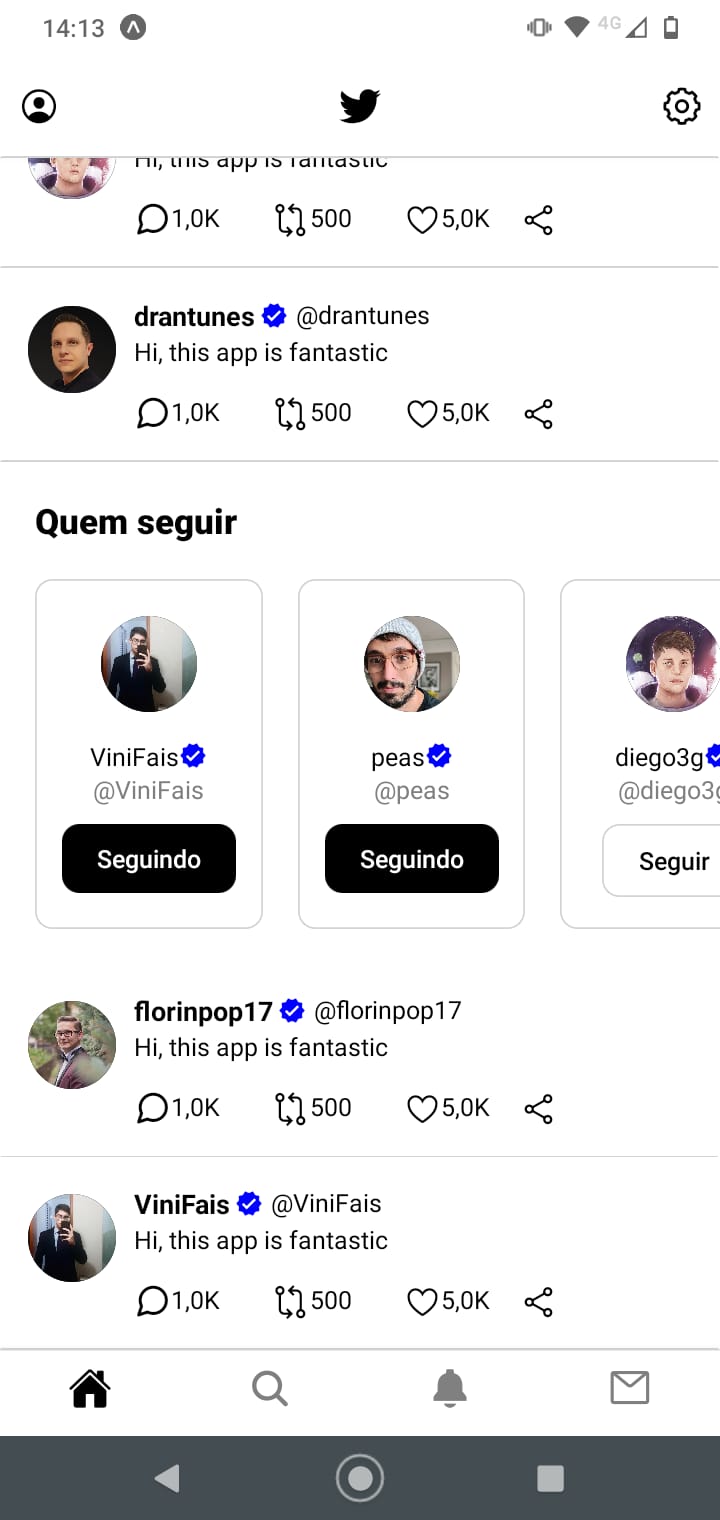 14:13
4G
Hi, this app is fantastic
1,0K 500 5,0K
drantunes @drantunes
Hi, this app is fantastic
1,0K 500 5,0K
Quem seguir
ViniFais peas diego3g
@ViniFais @peas @diego3g
Seguindo Seguindo Seguir
florinpop17 @florinpop17
Hi, this app is fantastic
1,0K 500 5,0K
ViniFais @ViniFais
Hi, this app is fantastic
1,0K 500 5,0K